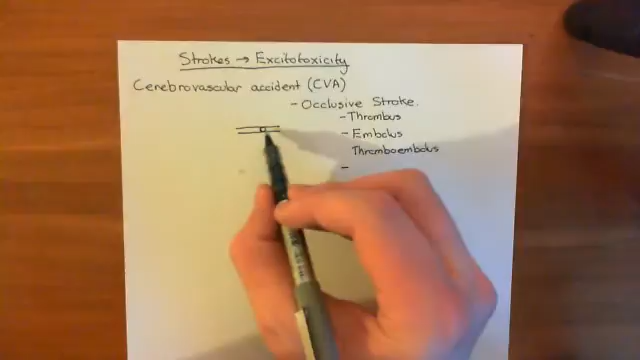 Strokes → Excitotoxicity
Cerebrovascular accident (CVA)
- Occlusive Stroke.
- Thrombus
- Embolus
Thromboembolus
-